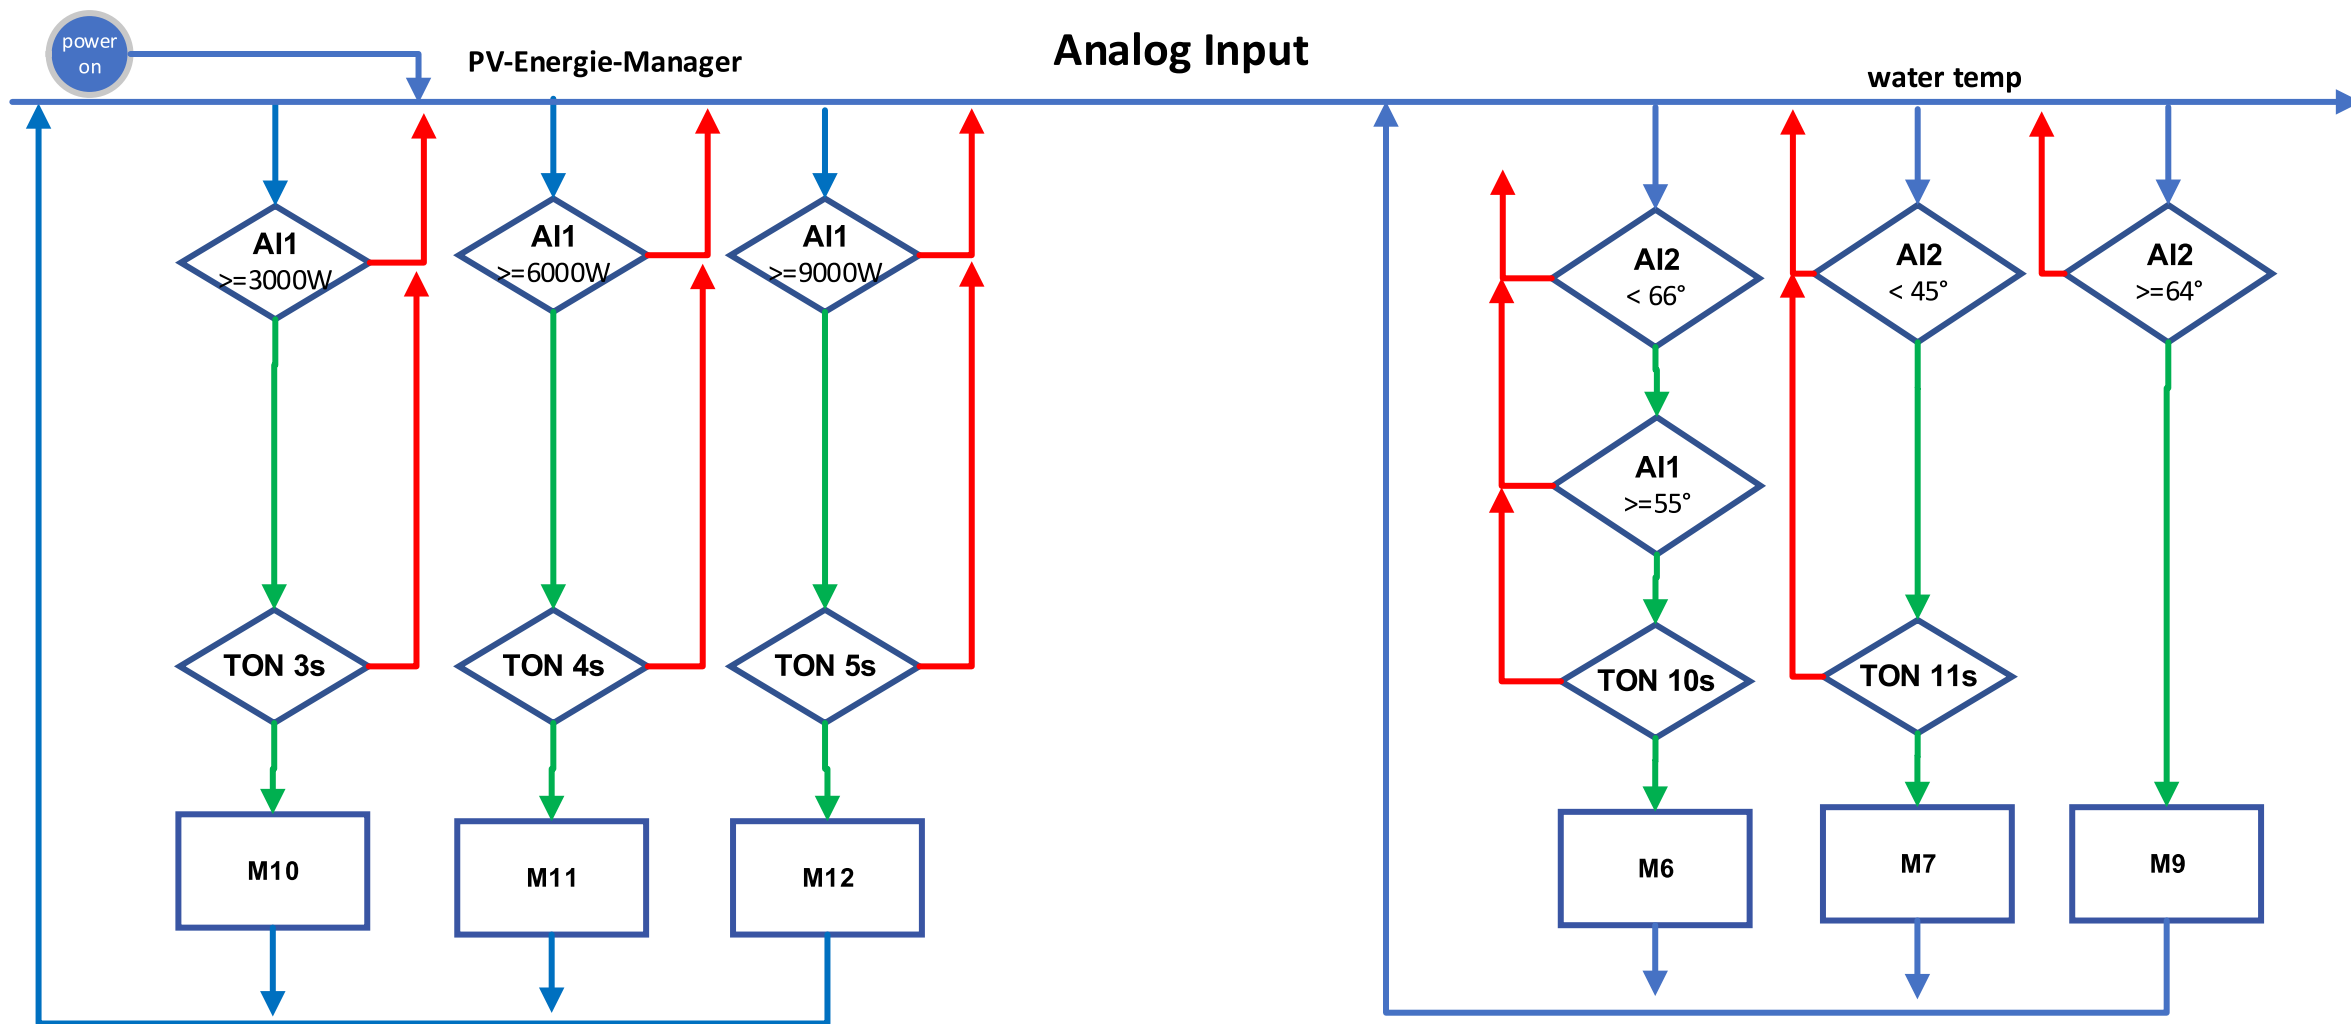 power
on
PV-Energie-Manager
Analog Input
water temp
AI1
>=3000W
AI1
>=6000W
AI1
>=9000W
AI2
< 66°
AI2
< 45°
AI2
>=64°
AI1
>=55°
TON 3s
TON 4s
TON 5s
TON 10s
TON 11s
M10
M11
M12
M6
M7
M9